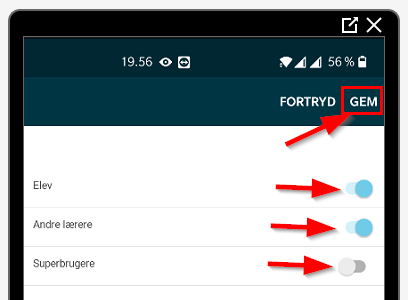 19.56 56 %
FORTRYD GEM
Elev
Andre lærere
Superbrugere